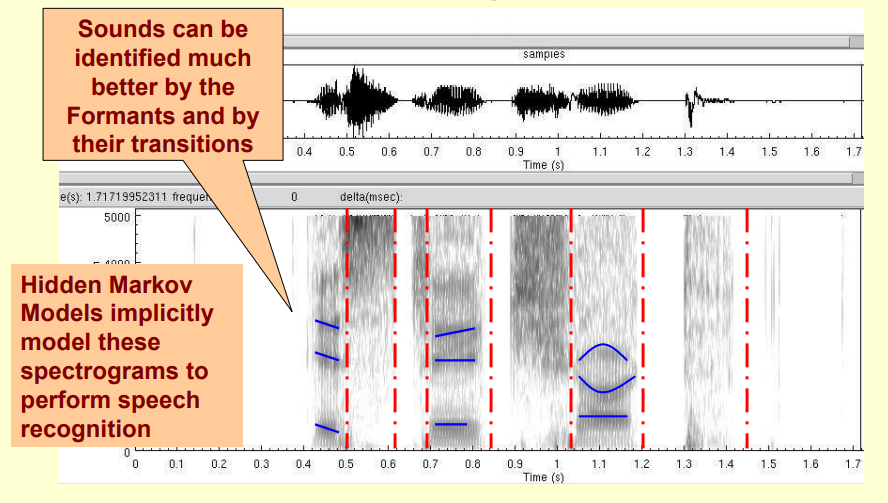 Sounds can be
identified much
better by the
Formants and by
their transitions
samples
0.4 0.5 0.6 0.7 0.8 0.9 1 1.1 1.2 1.3 1.4 1.5 1.6 1.7
Time (s)
e(s): 1.71719952311 frequen 0 delta(msec):
5000
4000
Hidden Markov
Models implicitly
model these
spectrograms to
perform speech
recognition
0
0 0.1 0.2 0.3 0.4 0.5 0.6 0.7 0.8 0.9 1 1.1 1.2 1.3 1.4 1.5 1.6 1.7
Time (s)